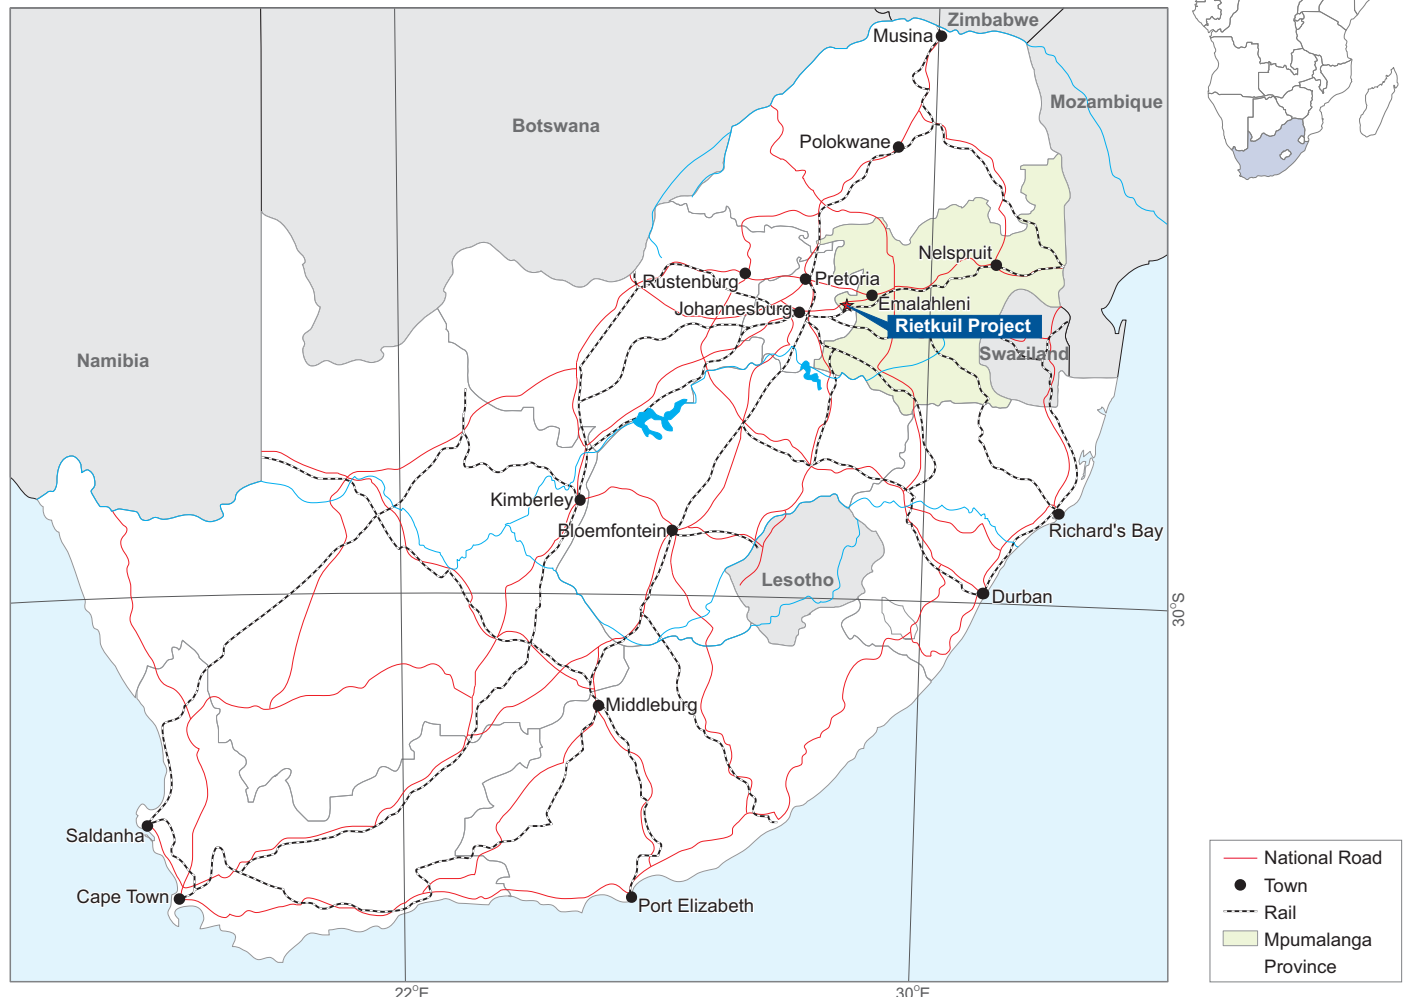 Zimbabwe
Musina
Mozambique
Botswana
Polokwane
Nelspruit
Rustenburg
Pretoria
Emalahleni
Johannesburg
Rietkuil Project
Swaziland
Namibia
Kimberley
Bloemfontein
Richard's Bay
Lesotho
Durban
30°S
Middleburg
Saldanha
Cape Town
Port Elizabeth
22°E
30°E
National Road
Town
Rail
Mpumalanga
Province